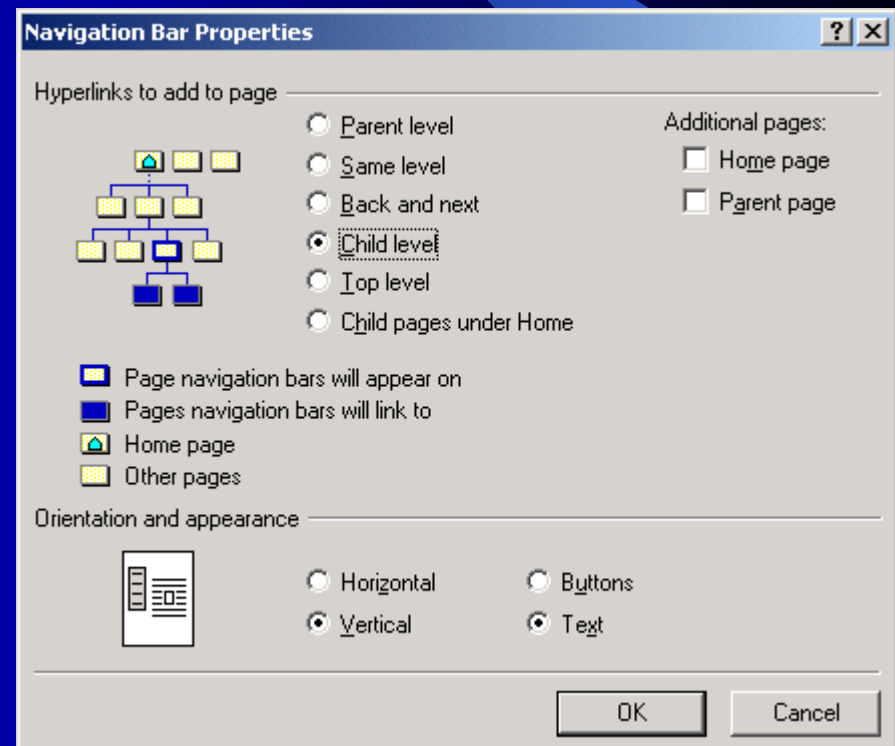 Navigation Bar Properties
Hyperlinks to add to page
Parent level
Same level
Back and next
Child level
Top level
Child pages under Home
Additional pages:
Home page
Parent page
Page navigation bars will appear on
Pages navigation bars will link to
Home page
Other pages
Orientation and appearance
Horizontal
Buttons
Vertical
Text
OK
Cancel